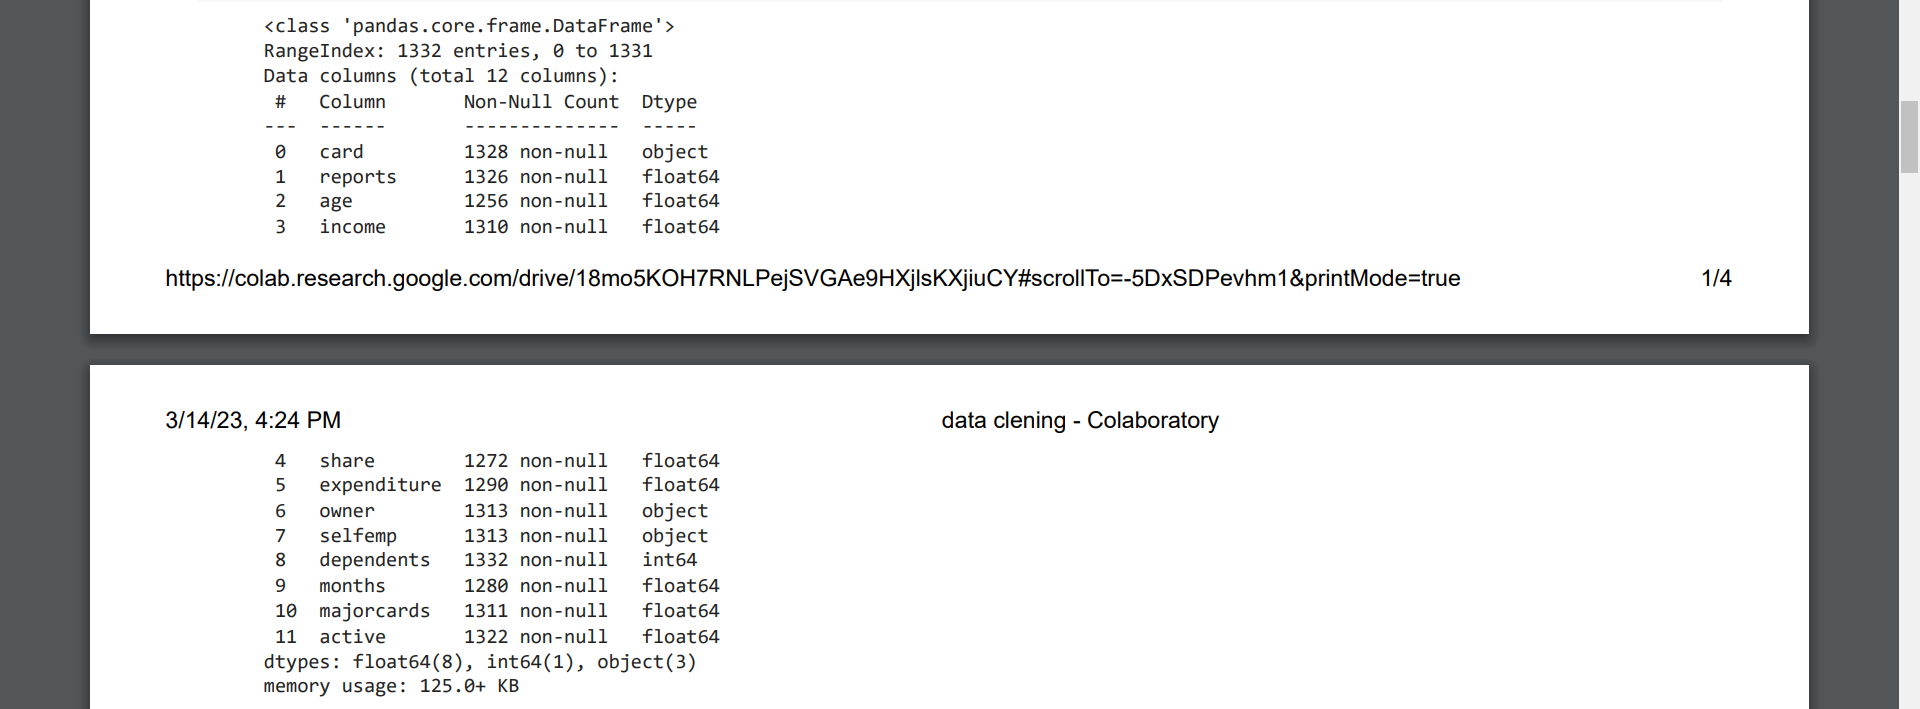 <class 'pandas.core.frame.DataFrame'>
RangeIndex: 1332 entries, 0 to 1331
Data columns (total 12 columns):
 #   Column       Non-Null Count  Dtype
---  ------       --------------  -----
 0   card         1328 non-null   object
 1   reports      1326 non-null   float64
 2   age          1256 non-null   float64
 3   income       1310 non-null   float64
https://colab.research.google.com/drive/18mo5KOH7RNLPejSVGAe9HXjlsKXjiuCY#scrollTo=-5DxSDPevhm1&printMode=true 1/4
3/14/23, 4:24 PM data clening - Colaboratory
 4   share        1272 non-null   float64
 5   expenditure  1290 non-null   float64
 6   owner        1313 non-null   object
 7   selfemp      1313 non-null   object
 8   dependents   1332 non-null   int64
 9   months       1280 non-null   float64
 10  majorcards   1311 non-null   float64
 11  active       1322 non-null   float64
dtypes: float64(8), int64(1), object(3)
memory usage: 125.0+ KB